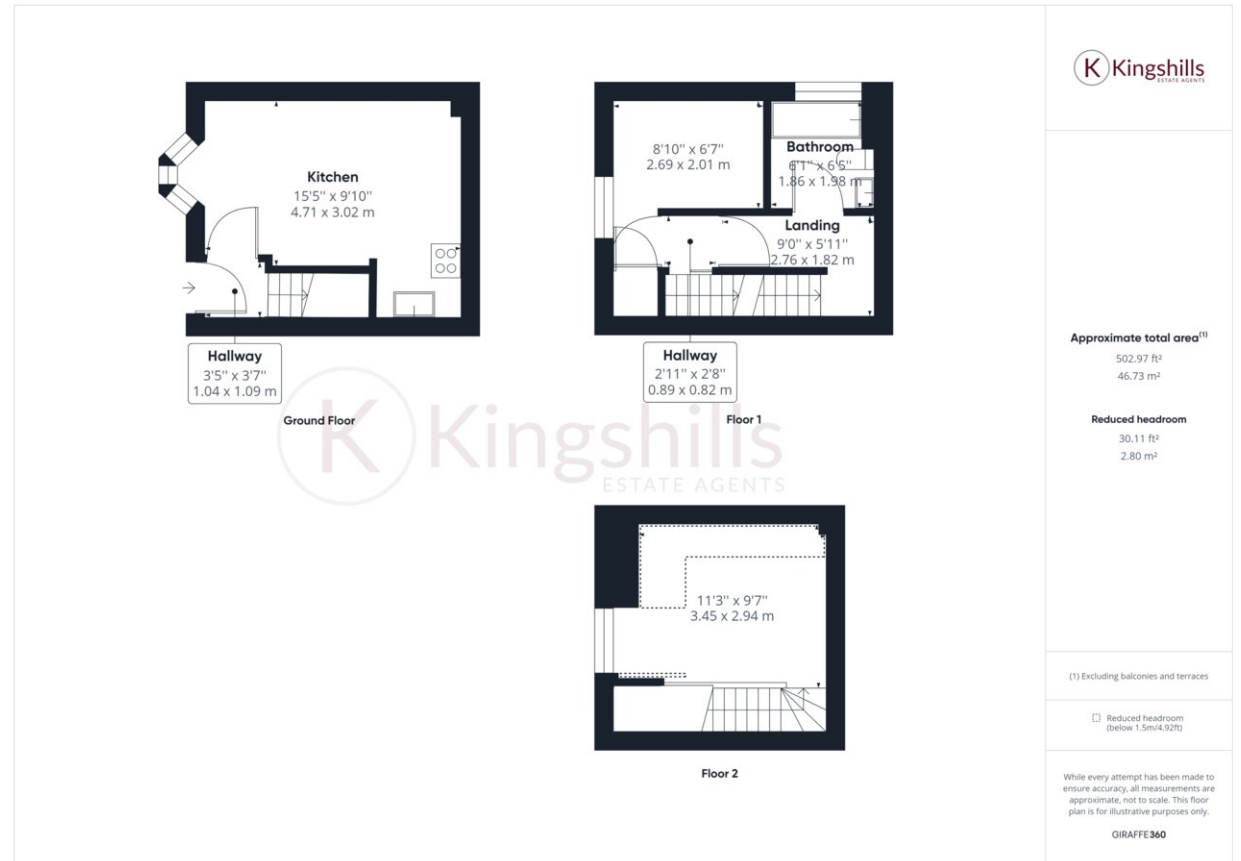 Kitchen
15'5" x 9'10"
4.71 x 3.02 m
Hallway
3'5" x 3'7"
1.04 x 1.09 m
Ground Floor
8'10" x 6'7"
2.69 x 2.01 m
Bathroom
6'1" x 6'5"
1.86 x 1.98 m
Landing
9'0" x 5'11"
2.76 x 1.82 m
Hallway
2'11" x 2'8"
0.89 x 0.82 m
Floor 1
K Kingshills
ESTATE AGENTS
11'3" x 9'7"
3.45 x 2.94 m
Floor 2
K Kingshills
ESTATE AGENTS
Approximate total area(1)
502.97 ft²
46.73 m²
Reduced headroom
30.11 ft²
2.80 m²
(1) Excluding balconies and terraces
Reduced headroom
(below 1.5m/4.92ft)
While every attempt has been made to
ensure accuracy, all measurements are
approximate, not to scale. This floor
plan is for illustrative purposes only.
GIRAFFE360